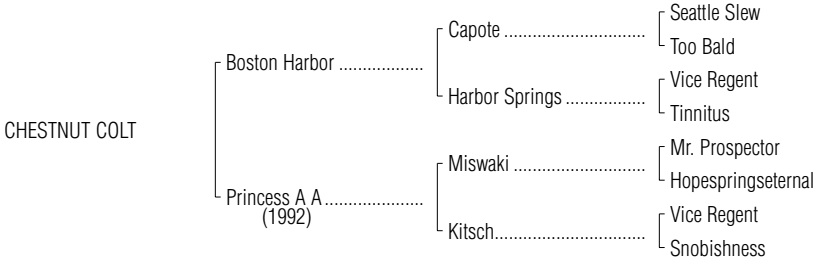 Seattle Slew
Capote ..............................
Too Bald
Boston Harbor ..................
Vice Regent
Harbor Springs .................
Tinnitus
CHESTNUT COLT
Mr. Prospector
Miswaki ............................
Hopespringseternal
Princess A A .....................
(1992)
Vice Regent
Kitsch................................
Snobishness